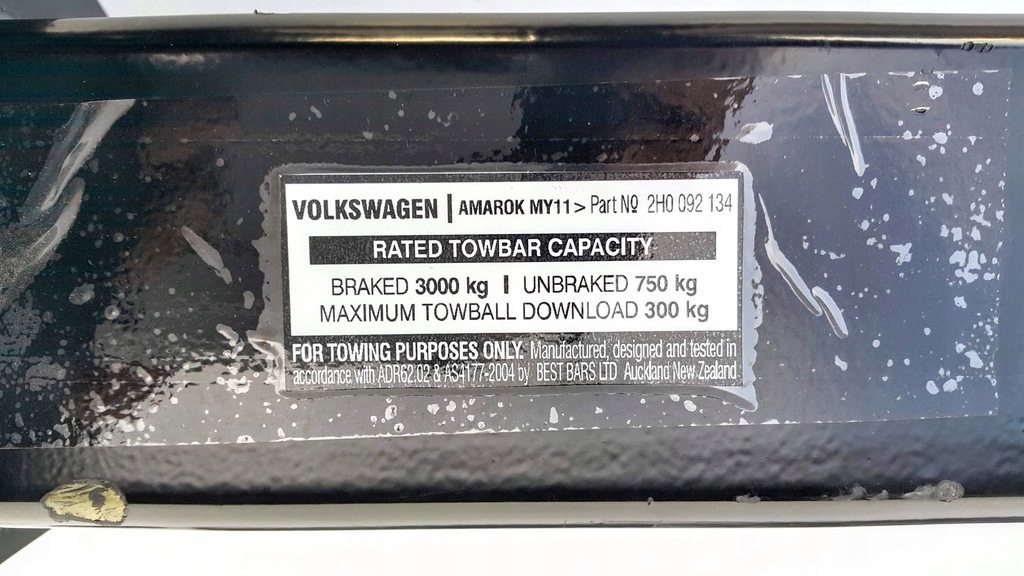 VOLKSWAGEN | AMAROK MY11 > Part Nº 2H0 092 134
RATED TOWBAR CAPACITY
BRAKED 3000 kg | UNBRAKED 750 kg
MAXIMUM TOWBALL DOWNLOAD 300 kg
FOR TOWING PURPOSES ONLY. Manufactured, designed and tested in
accordance with ADR62.02 & AS4177-2004 by BEST BARS LTD Auckland New Zealand